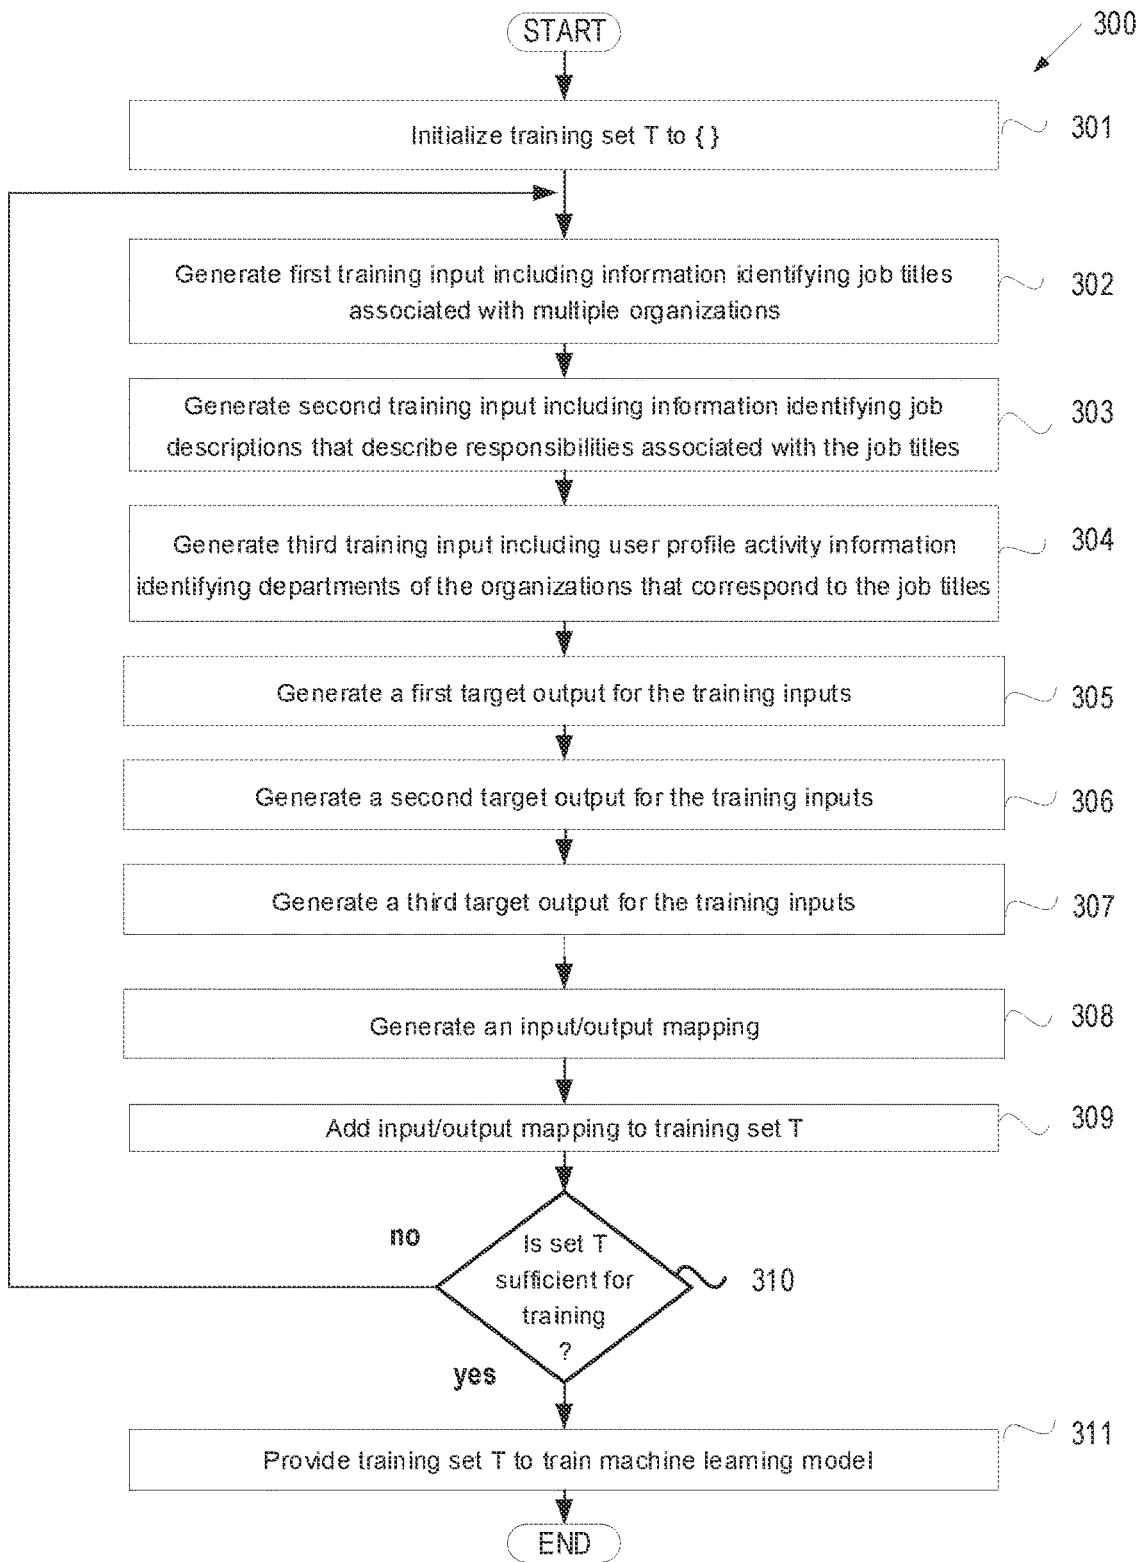 START
300
Initialize training set T to { }
301
Generate first training input including information identifying job titles
associated with multiple organizations
302
Generate second training input including information identifying job
descriptions that describe responsibilities associated with the job titles
303
Generate third training input including user profile activity information
identifying departments of the organizations that correspond to the job titles
304
Generate a first target output for the training inputs
305
Generate a second target output for the training inputs
306
Generate a third target output for the training inputs
307
Generate an input/output mapping
308
Add input/output mapping to training set T
309
no
Is set T
sufficient for
training
?
310
yes
Provide training set T to train machine learning model
311
END